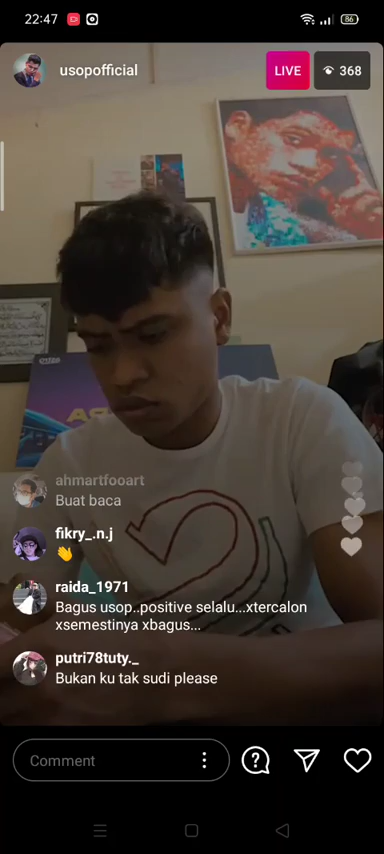 22:47
86
usopofficial
LIVE
368
ahmartfooart
Buat baca
fikry_.n.j
👋
raida_1971
Bagus usop..positive selalu...xtercalon
xsemestinya xbagus...
putri78tuty._
Bukan ku tak sudi please
Comment